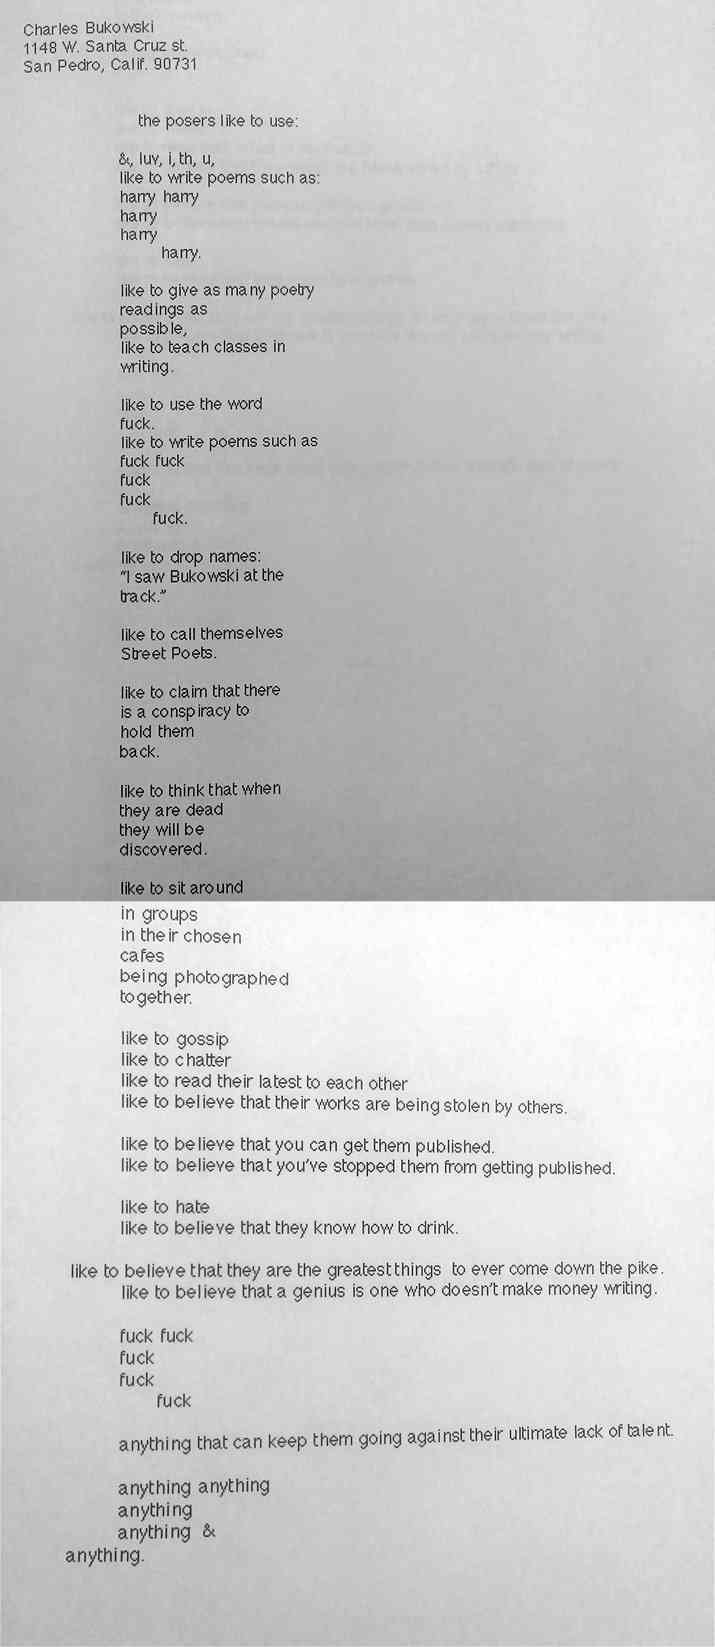 Charles Bukowski
1148 W. Santa Cruz st.
San Pedro, Calif. 90731
the posers like to use:
&, luv, i, th, u,
like to write poems such as:
harry harry
harry
harry
harry.
like to give as many poetry
readings as
possible,
like to teach classes in
writing.
like to use the word
fuck.
like to write poems such as
fuck fuck
fuck
fuck
fuck.
like to drop names:
"I saw Bukowski at the
track."
like to call themselves
Street Poets.
like to claim that there
is a conspiracy to
hold them
back.
like to think that when
they are dead
they will be
discovered.
like to sit around
in groups
in their chosen
cafes
being photographed
together.
like to gossip
like to chatter
like to read their latest to each other
like to believe that their works are being stolen by others.
like to believe that you can get them published.
like to believe that you've stopped them from getting published.
like to hate
like to believe that they know how to drink.
like to believe that they are the greatest things to ever come down the pike.
like to believe that a genius is one who doesn't make money writing.
fuck fuck
fuck
fuck
fuck
anything that can keep them going against their ultimate lack of talent.
anything anything
anything
anything &
anything.